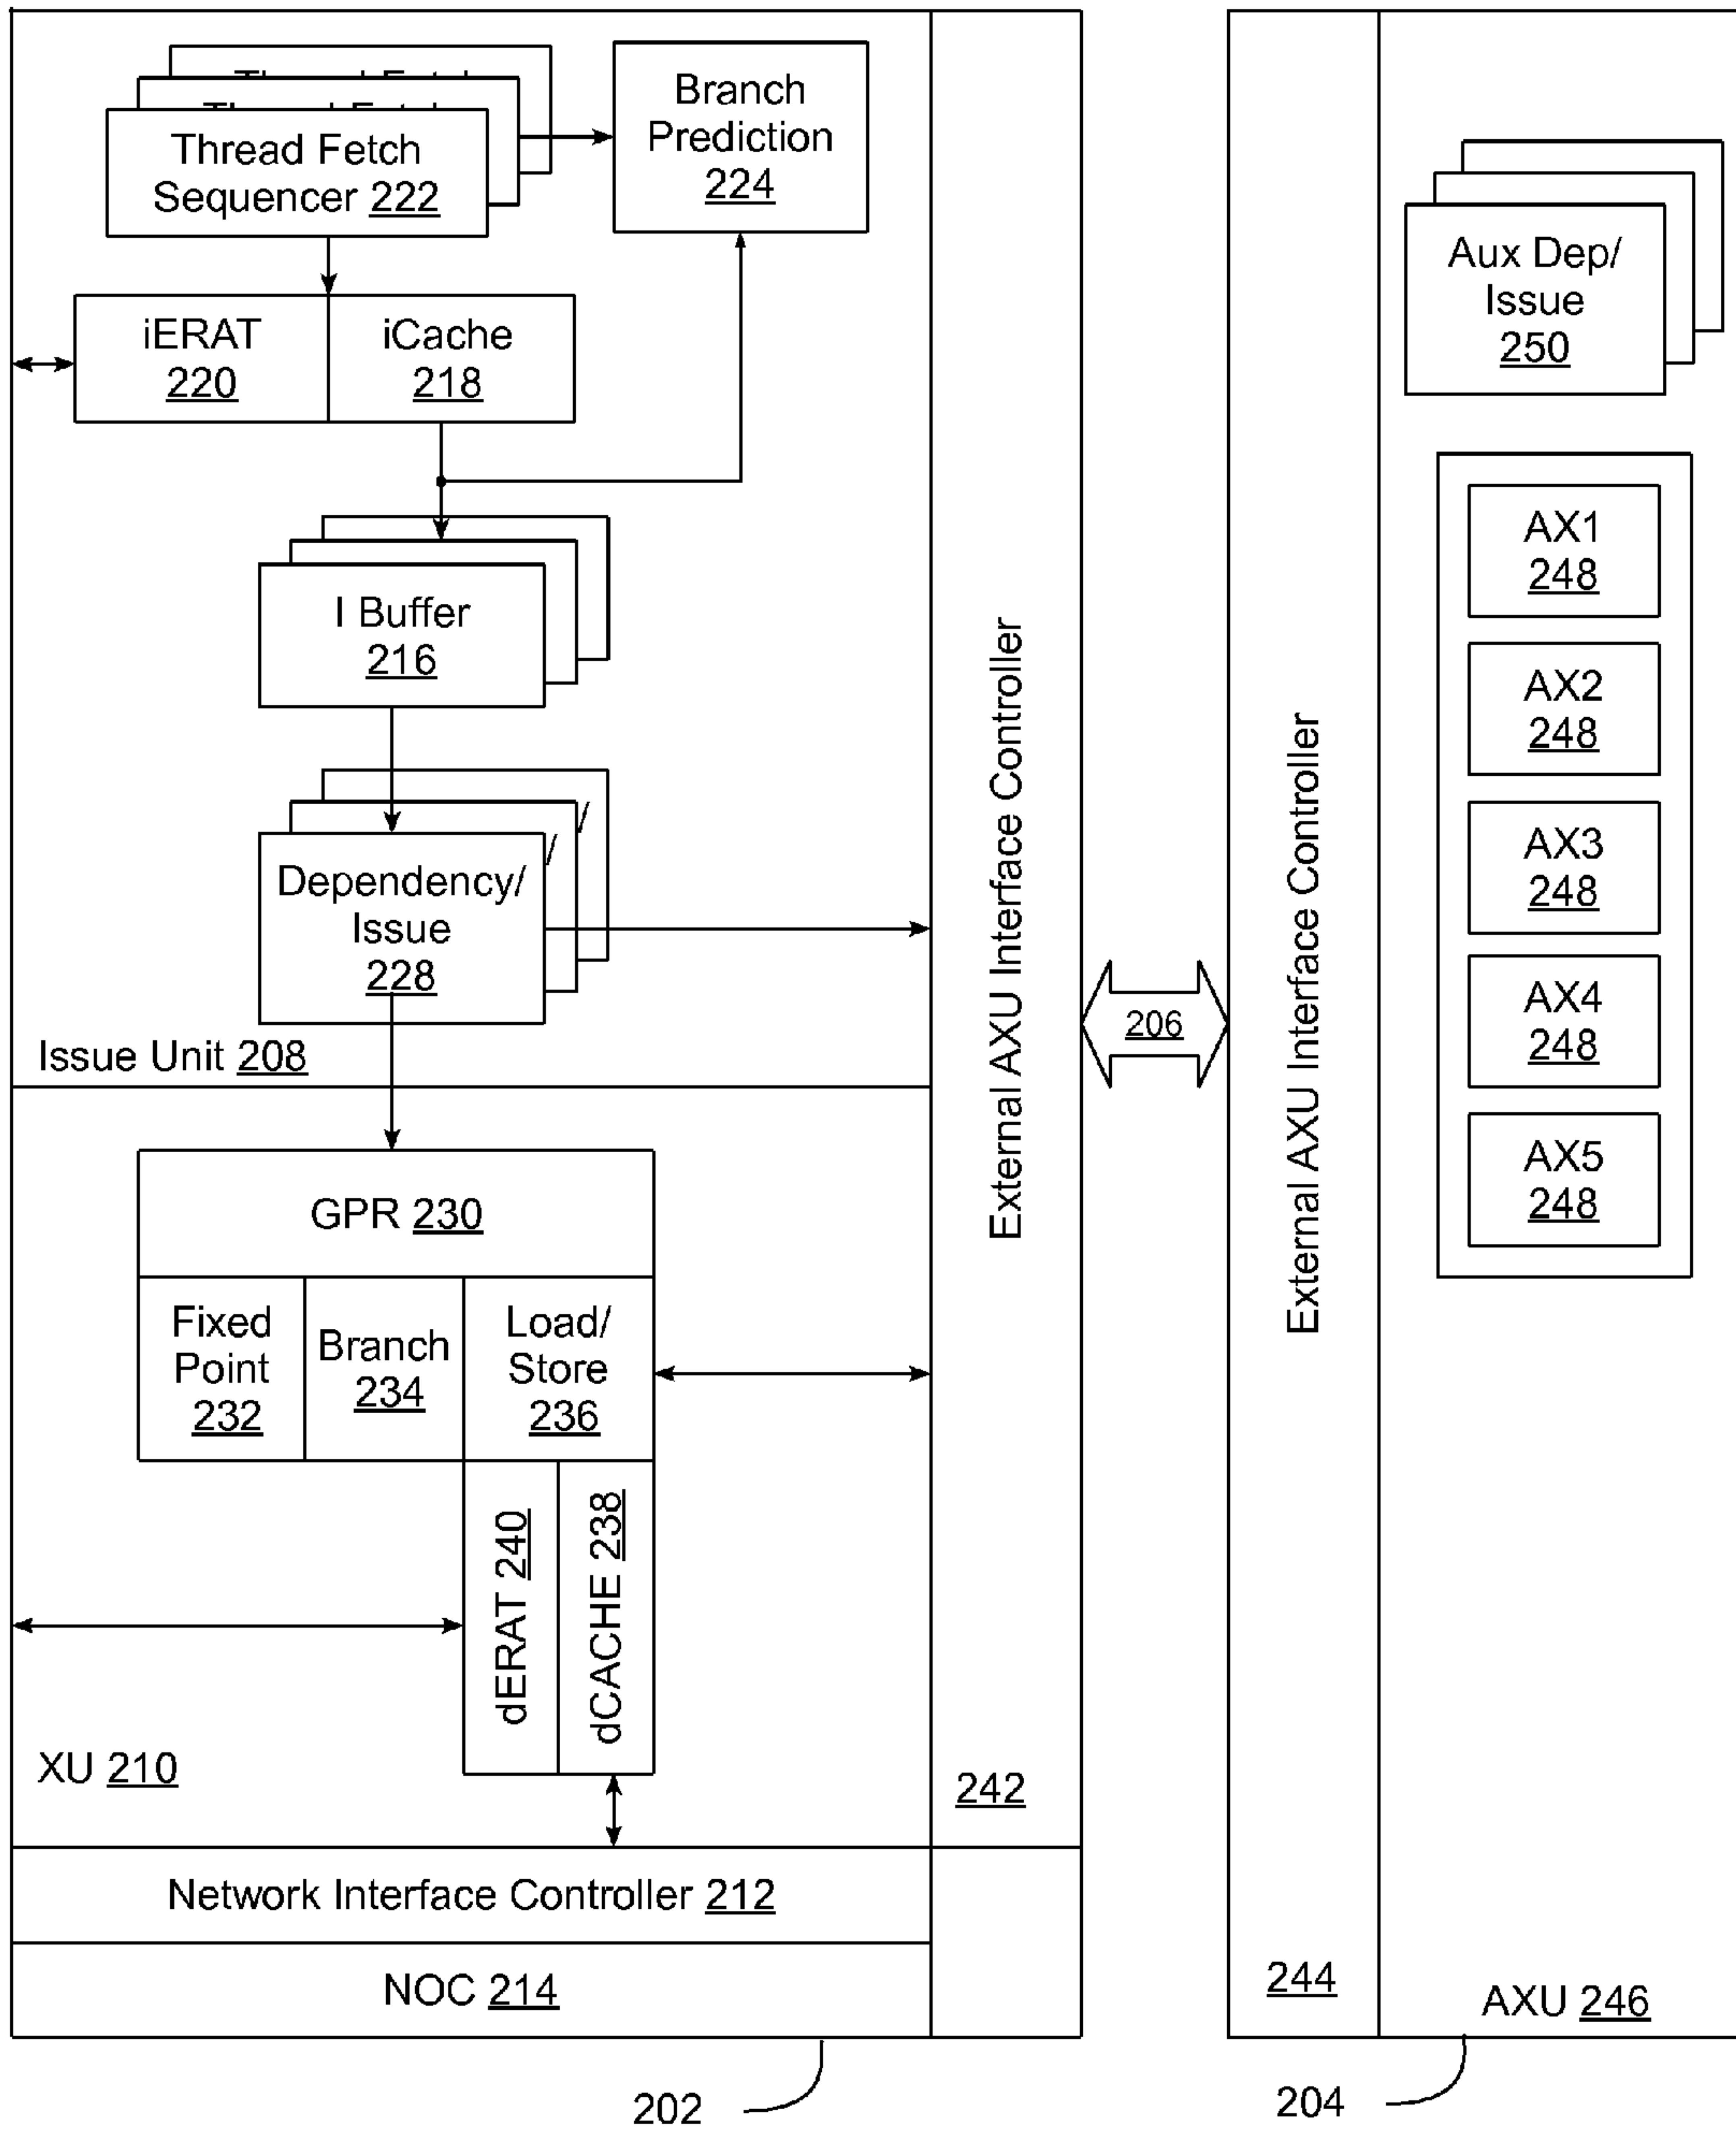 Thread Fetch
Sequencer 222
Branch
Prediction
224
iERAT
220
iCache
218
I Buffer
216
Dependency/
Issue
228
/
/
Issue Unit 208
GPR 230
Fixed
Point
232
Branch
234
Load/
Store
236
dERAT 240
dCACHE 238
XU 210
Network Interface Controller 212
NOC 214
External AXU Interface Controller
242
202
206
External AXU Interface Controller
244
Aux Dep/
Issue
250
AX1
248
AX2
248
AX3
248
AX4
248
AX5
248
AXU 246
204